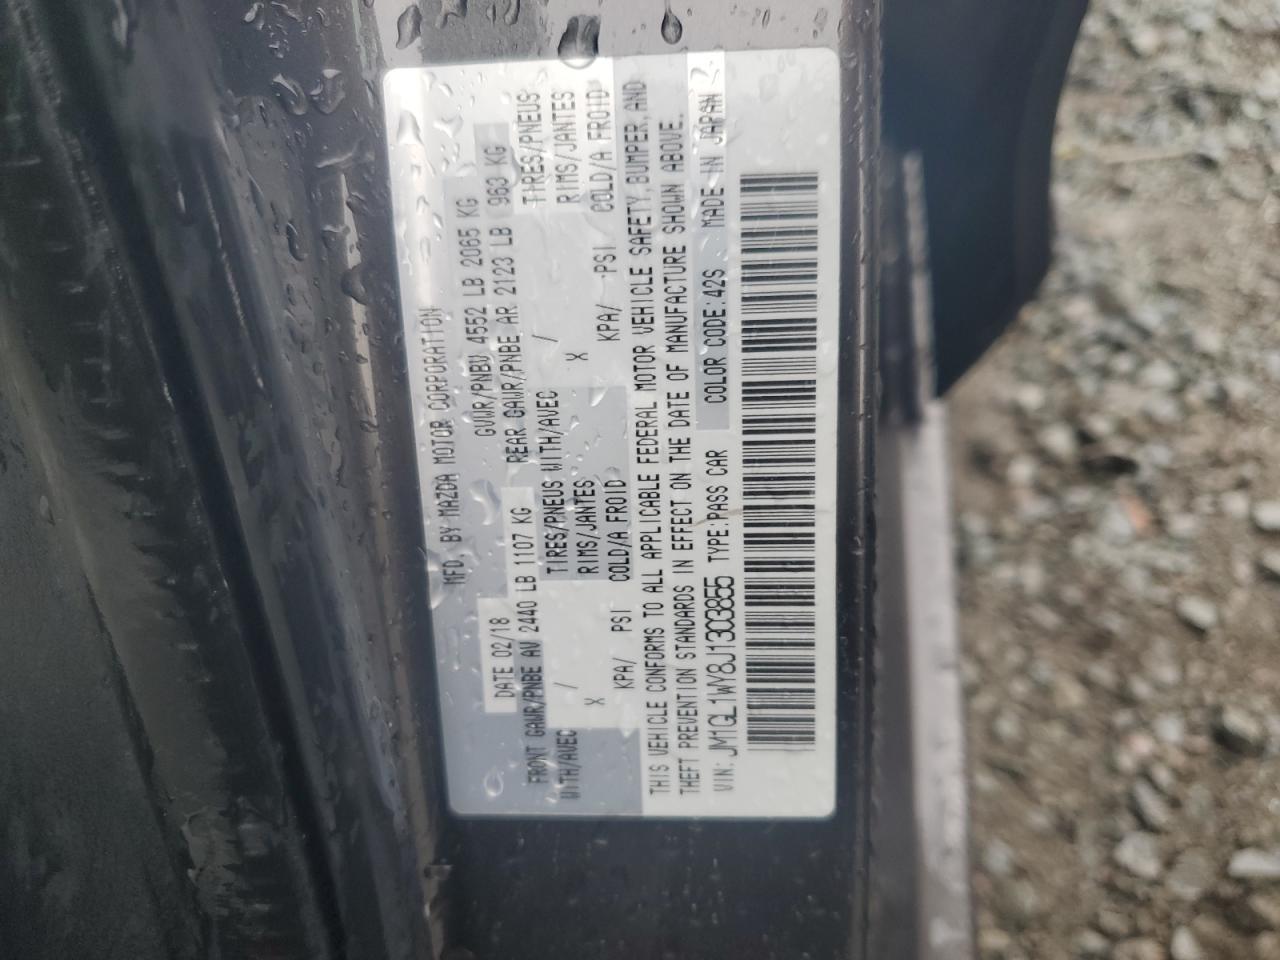 MFD. BY MAZDA MOTOR CORPORATION
DATE 02/18 GVWR/PNBV 4552 LB 2065 KG
FRONT GAWR/PNBE AV 2440 LB 1107 KG REAR GAWR/PNBE AR 2123 LB 963 KG
WITH/AVEC / TIRES/PNEUS WITH/AVEC / TIRES/PNEUS
X RIMS/JANTES X RIMS/JANTES
KPA/ PSI COLD/A FROID KPA/ PSI COLD/A FROID
THIS VEHICLE CONFORMS TO ALL APPLICABLE FEDERAL MOTOR VEHICLE SAFETY, BUMPER, AND
THEFT PREVENTION STANDARDS IN EFFECT ON THE DATE OF MANUFACTURE SHOWN ABOVE.
VIN: JM1GL1WY8J1303855 TYPE:PASS CAR COLOR CODE:42S MADE IN JAPAN